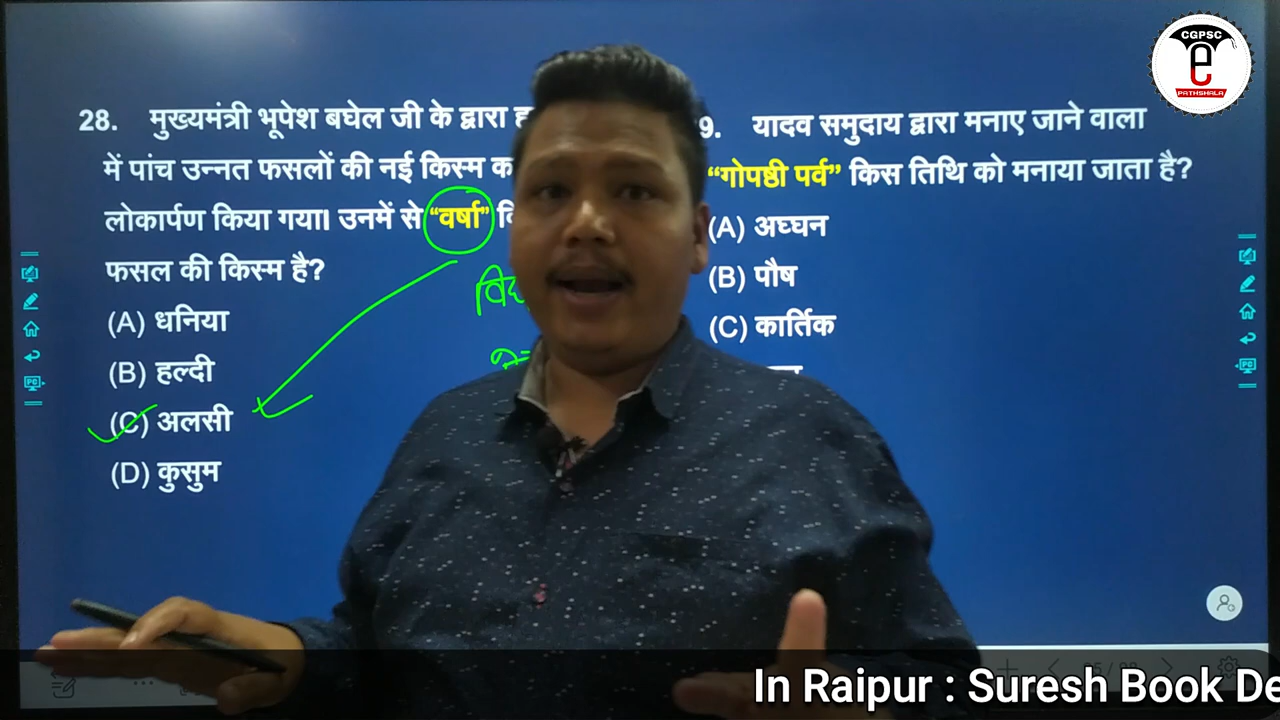 CGPSC
e
PATHSHALA
28. मुख्यमंत्री भूपेश बघेल जी के द्वारा
में पांच उन्नत फसलों की नई किस्म
लोकार्पण किया गया। उनमें से “वर्षा”
फसल की किस्म है?
(A) धनिया
(B) हल्दी
(C) अलसी
(D) कुसुम
9. यादव समुदाय द्वारा मनाए जाने वाला
“गोपष्ठी पर्व” किस तिथि को मनाया जाता है?
(A) अघ्घन
(B) पौष
(C) कार्तिक
In Raipur : Suresh Book De